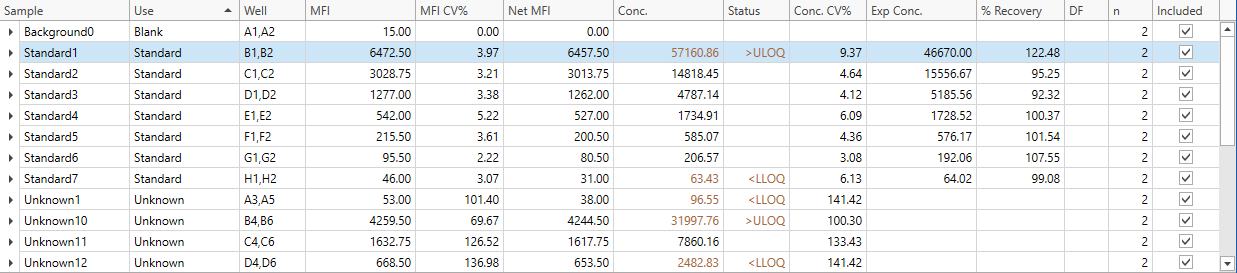 Sample Use Well MFI MFI CV% Net MFI Conc. Status Conc. CV% Exp Conc. % Recovery DF n Included
Background0 Blank A1,A2 15.00 0.00 0.00 2
Standard1 Standard B1,B2 6472.50 3.97 6457.50 57160.86 >ULOQ 9.37 46670.00 122.48 2
Standard2 Standard C1,C2 3028.75 3.21 3013.75 14818.45 4.64 15556.67 95.25 2
Standard3 Standard D1,D2 1277.00 3.38 1262.00 4787.14 4.12 5185.56 92.32 2
Standard4 Standard E1,E2 542.00 5.22 527.00 1734.91 6.09 1728.52 100.37 2
Standard5 Standard F1,F2 215.50 3.61 200.50 585.07 4.36 576.17 101.54 2
Standard6 Standard G1,G2 95.50 2.22 80.50 206.57 3.08 192.06 107.55 2
Standard7 Standard H1,H2 46.00 3.07 31.00 63.43 <LLOQ 6.13 64.02 99.08 2
Unknown1 Unknown A3,A5 53.00 101.40 38.00 96.55 <LLOQ 141.42 2
Unknown10 Unknown B4,B6 4259.50 69.67 4244.50 31997.76 >ULOQ 100.30 2
Unknown11 Unknown C4,C6 1632.75 126.52 1617.75 7860.16 133.43 2
Unknown12 Unknown D4,D6 668.50 136.98 653.50 2482.83 <LLOQ 141.42 2